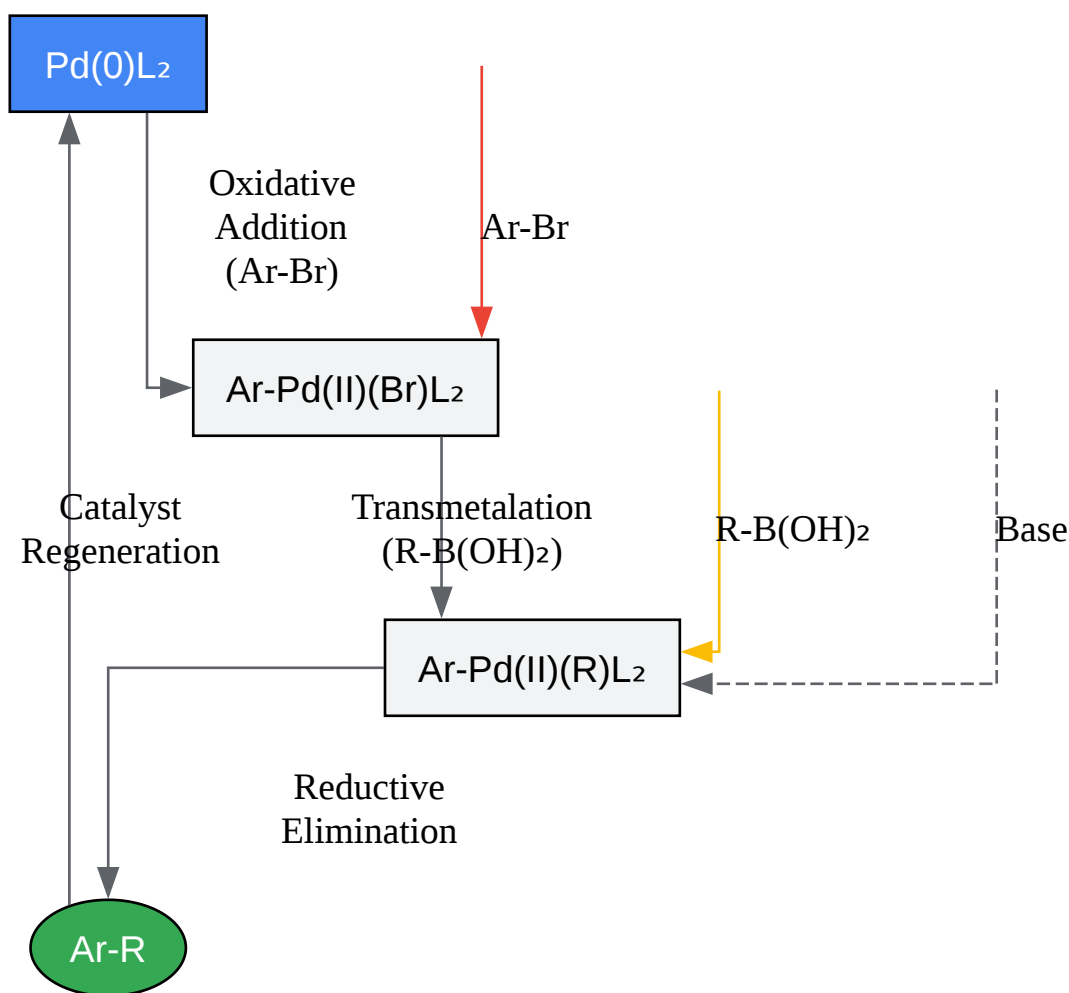 Pd(0)L₂
Oxidative
Addition
(Ar-Br)
Ar-Br
Ar-Pd(II)(Br)L₂
Catalyst
Regeneration
Transmetalation
(R-B(OH)₂)
R-B(OH)₂
Base
Ar-Pd(II)(R)L₂
Reductive
Elimination
Ar-R